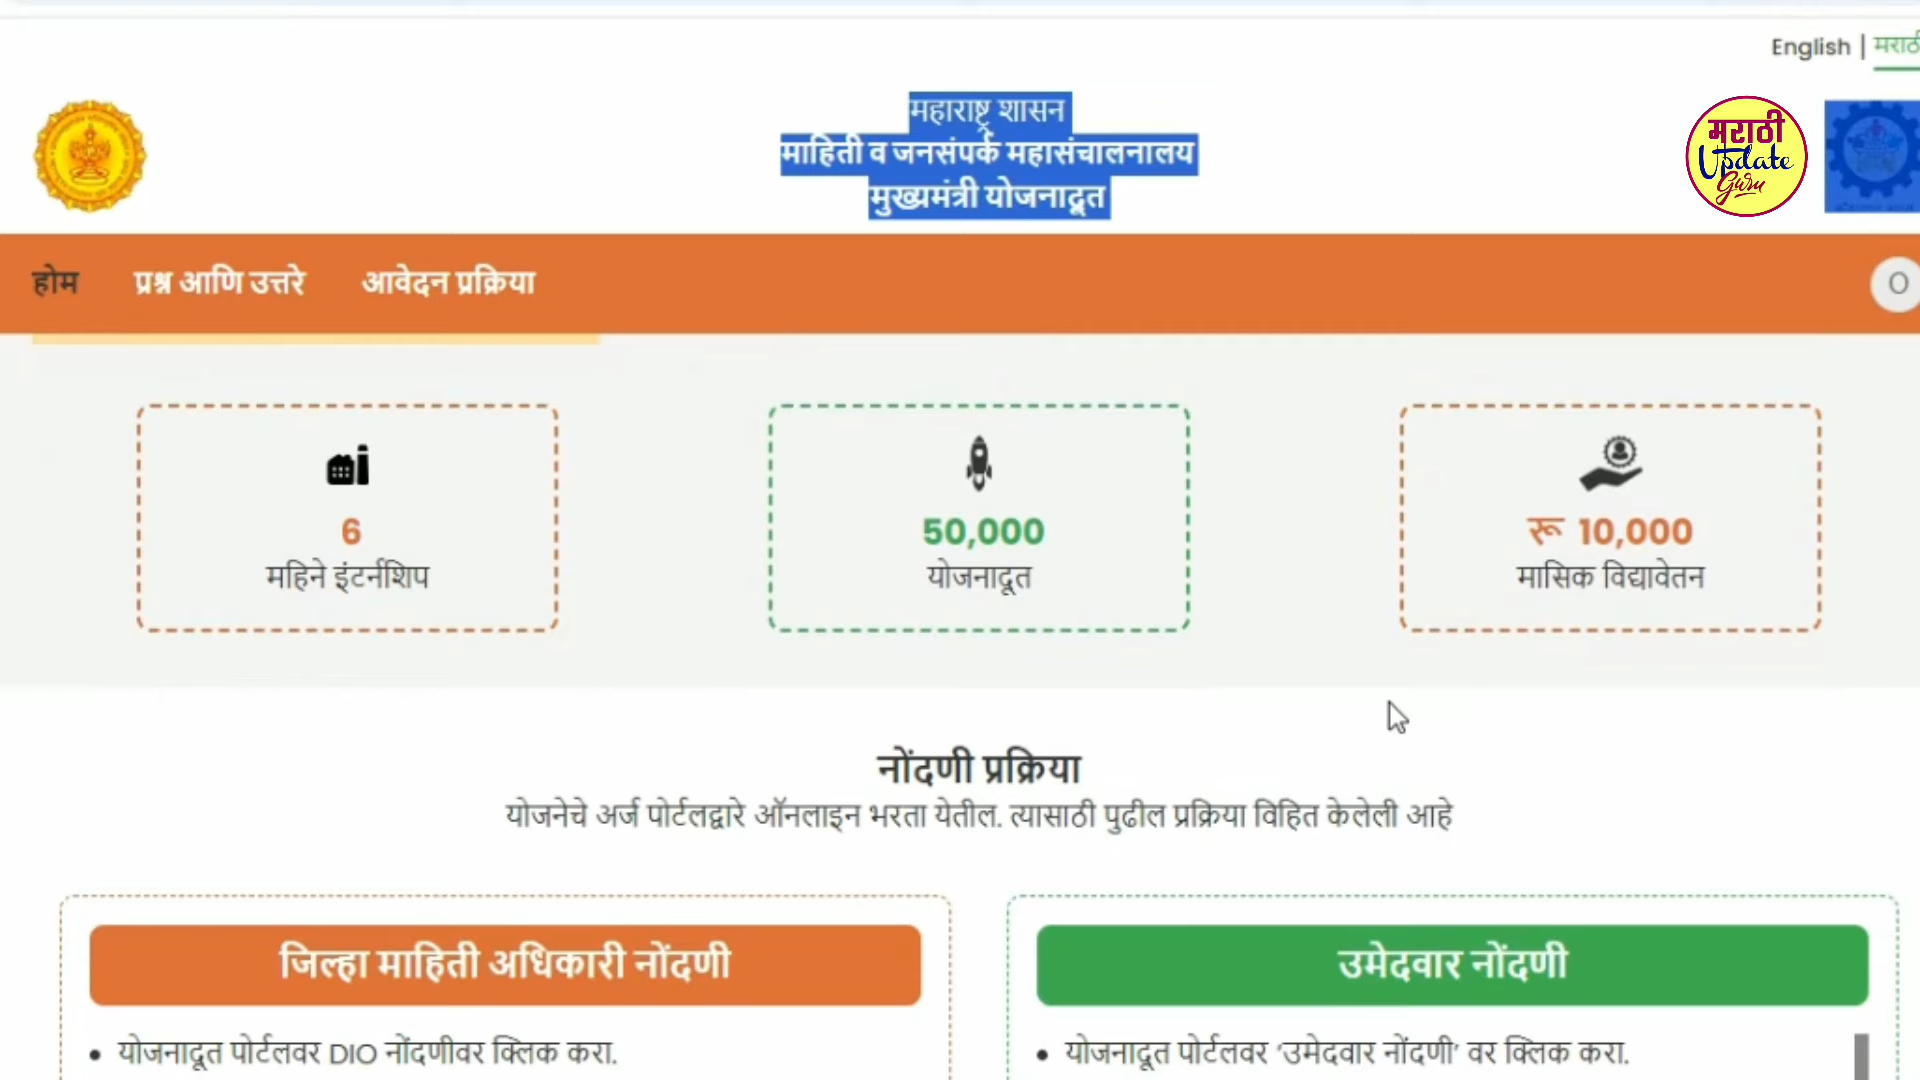 English | मराठी
महाराष्ट्र शासन
माहिती व जनसंपर्क महासंचालनालय
मुख्यमंत्री योजनादूत
मराठी
Update
Guru
होम प्रश्न आणि उत्तरे आवेदन प्रक्रिया
6
महिने इंटर्नशिप
50,000
योजनादूत
रू 10,000
मासिक विद्यावेतन
नोंदणी प्रक्रिया
योजनेचे अर्ज पोर्टलद्वारे ऑनलाइन भरता येतील. त्यासाठी पुढील प्रक्रिया विहित केलेली आहे
जिल्हा माहिती अधिकारी नोंदणी
• योजनादूत पोर्टलवर DIO नोंदणीवर क्लिक करा.
उमेदवार नोंदणी
• योजनादूत पोर्टलवर ‘उमेदवार नोंदणी’ वर क्लिक करा.